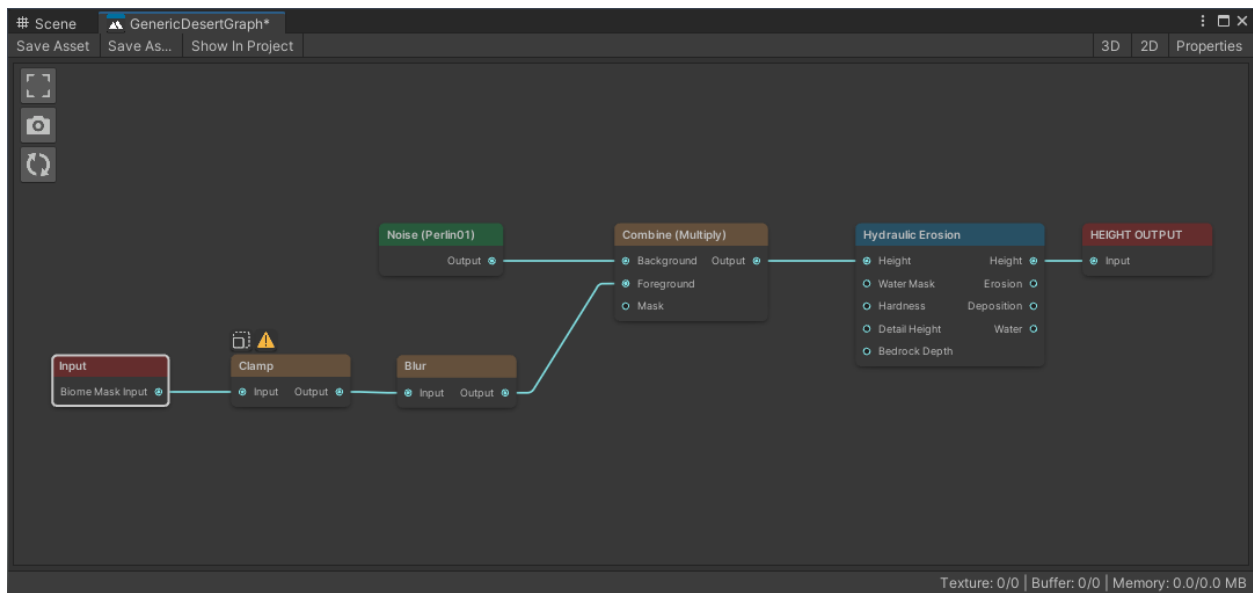 # Scene
GenericDesertGraph*
Save Asset
Save As...
Show In Project
3D
2D
Properties
Noise (Perlin01)
Output
Combine (Multiply)
Background Output
Foreground
Mask
Hydraulic Erosion
Height Height
Water Mask Erosion
Hardness Deposition
Detail Height Water
Bedrock Depth
HEIGHT OUTPUT
Input
Input
Biome Mask Input
Clamp
Input Output
Blur
Input Output
Texture: 0/0 | Buffer: 0/0 | Memory: 0.0/0.0 MB